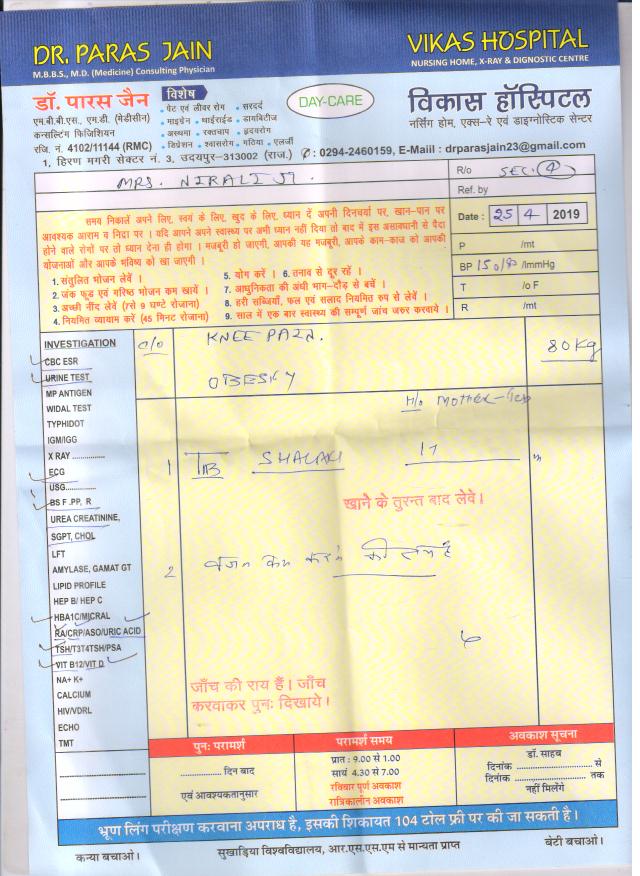 DR. PARAS JAIN
M.B.B.S., M.D. (Medicine) Consulting Physician
VIKAS HOSPITAL
NURSING HOME, X-RAY & DIGNOSTIC CENTRE
डॉ. पारस जैन
एम.बी.बी.एस., एम.डी. (मेडीसीन)
कन्सल्टिंग फिजिशियन
रजि. नं. 4102/11144 (RMC)
विशेष
• पेट एवं लीवर रोग • सरदर्द
• माइग्रेन • थाईराईड • डायबिटीज
• अस्थमा • रक्तचाप • हृदयरोग
• डिप्रेशन • श्वासरोग • गठिया • एलर्जी
DAY-CARE
विकास हॉस्पिटल
नर्सिंग होम, एक्स-रे एवं डाइग्नोस्टिक सेन्टर
1, हिरण मगरी सेक्टर नं. 3, उदयपुर-313002 (राज.) ✆ : 0294-2460159, E-Maiil : drparasjain23@gmail.com
MRS. NIRALI JI.
R/o SEC. 4
Ref. by
समय निकालें अपने लिए, स्वयं के लिए, खुद के लिए, ध्यान दें अपनी दिनचर्या पर, खान-पान पर
आवश्यक आराम व निद्रा पर । यदि आपने अपने स्वास्थ्य पर अभी ध्यान नहीं दिया तो बाद में इस असावधानी से पैदा
होने वाले रोगों पर तो ध्यान देना ही होगा । मजबूरी हो जाएगी, आपकी यह मजबूरी, आपके काम-काज को आपकी
योजनाओं और आपके भविष्य को खा जाएगी ।
1. संतुलित भोजन लेवें ।
2. जंक फूड एवं गरिष्ठ भोजन कम खायें ।
3. अच्छी नींद लेवें (7से 9 घण्टे रोजाना)
4. नियमित व्यायाम करें (45 मिनट रोजाना)
5. योग करें । 6. तनाव से दूर रहें ।
7. आधुनिकता की अंधी भाग-दौड़ से बचें ।
8. हरी सब्जियाँ, फल एवं सलाद नियमित रुप से लेवें ।
9. साल में एक बार स्वास्थ्य की सम्पूर्ण जांच जरुर करवाये ।
Date : 25 4 2019
P /mt
BP 150/90 /ImmHg
T /o F
R /mt
INVESTIGATION
CBC ESR
URINE TEST
MP ANTIGEN
WIDAL TEST
TYPHIDOT
IGM/IGG
X RAY ..............
ECG
USG..............
BS F .PP, R
UREA CREATININE,
SGPT, CHOL
LFT
AMYLASE, GAMAT GT
LIPID PROFILE
HEP B/ HEP C
HBA1C/MICRAL
RA/CRP/ASO/URIC ACID
TSH/T3T4TSH/PSA
VIT B12/VIT D
NA+ K+
CALCIUM
HIV/VDRL
ECHO
TMT
C/O KNEE PAIN.
OBESITY
80 Kg
H/o MOTHER
1 TAB SHALAKI
खाने के तुरन्त बाद लेवे ।
2 वजन कम करने की सलाह
जाँच की राय हैं । जाँच
करवाकर पुनः दिखाये ।
पुनः परामर्श
.............. दिन बाद
एवं आवश्यकतानुसार
परामर्श समय
प्रात : 9.00 से 1.00
सायं 4.30 से 7.00
रविवार पूर्ण अवकाश
रात्रिकालीन अवकाश
अवकाश सूचना
डॉ. साहब
दिनांक .................... से
दिनांक .................... तक
नहीं मिलेंगे
भ्रूण लिंग परीक्षण करवाना अपराध है, इसकी शिकायत 104 टोल फ्री पर की जा सकती है ।
कन्या बचाओ ।
सुखाड़िया विश्वविद्यालय, आर.एस.एस.एम से मान्यता प्राप्त
बेटी बचाओ ।